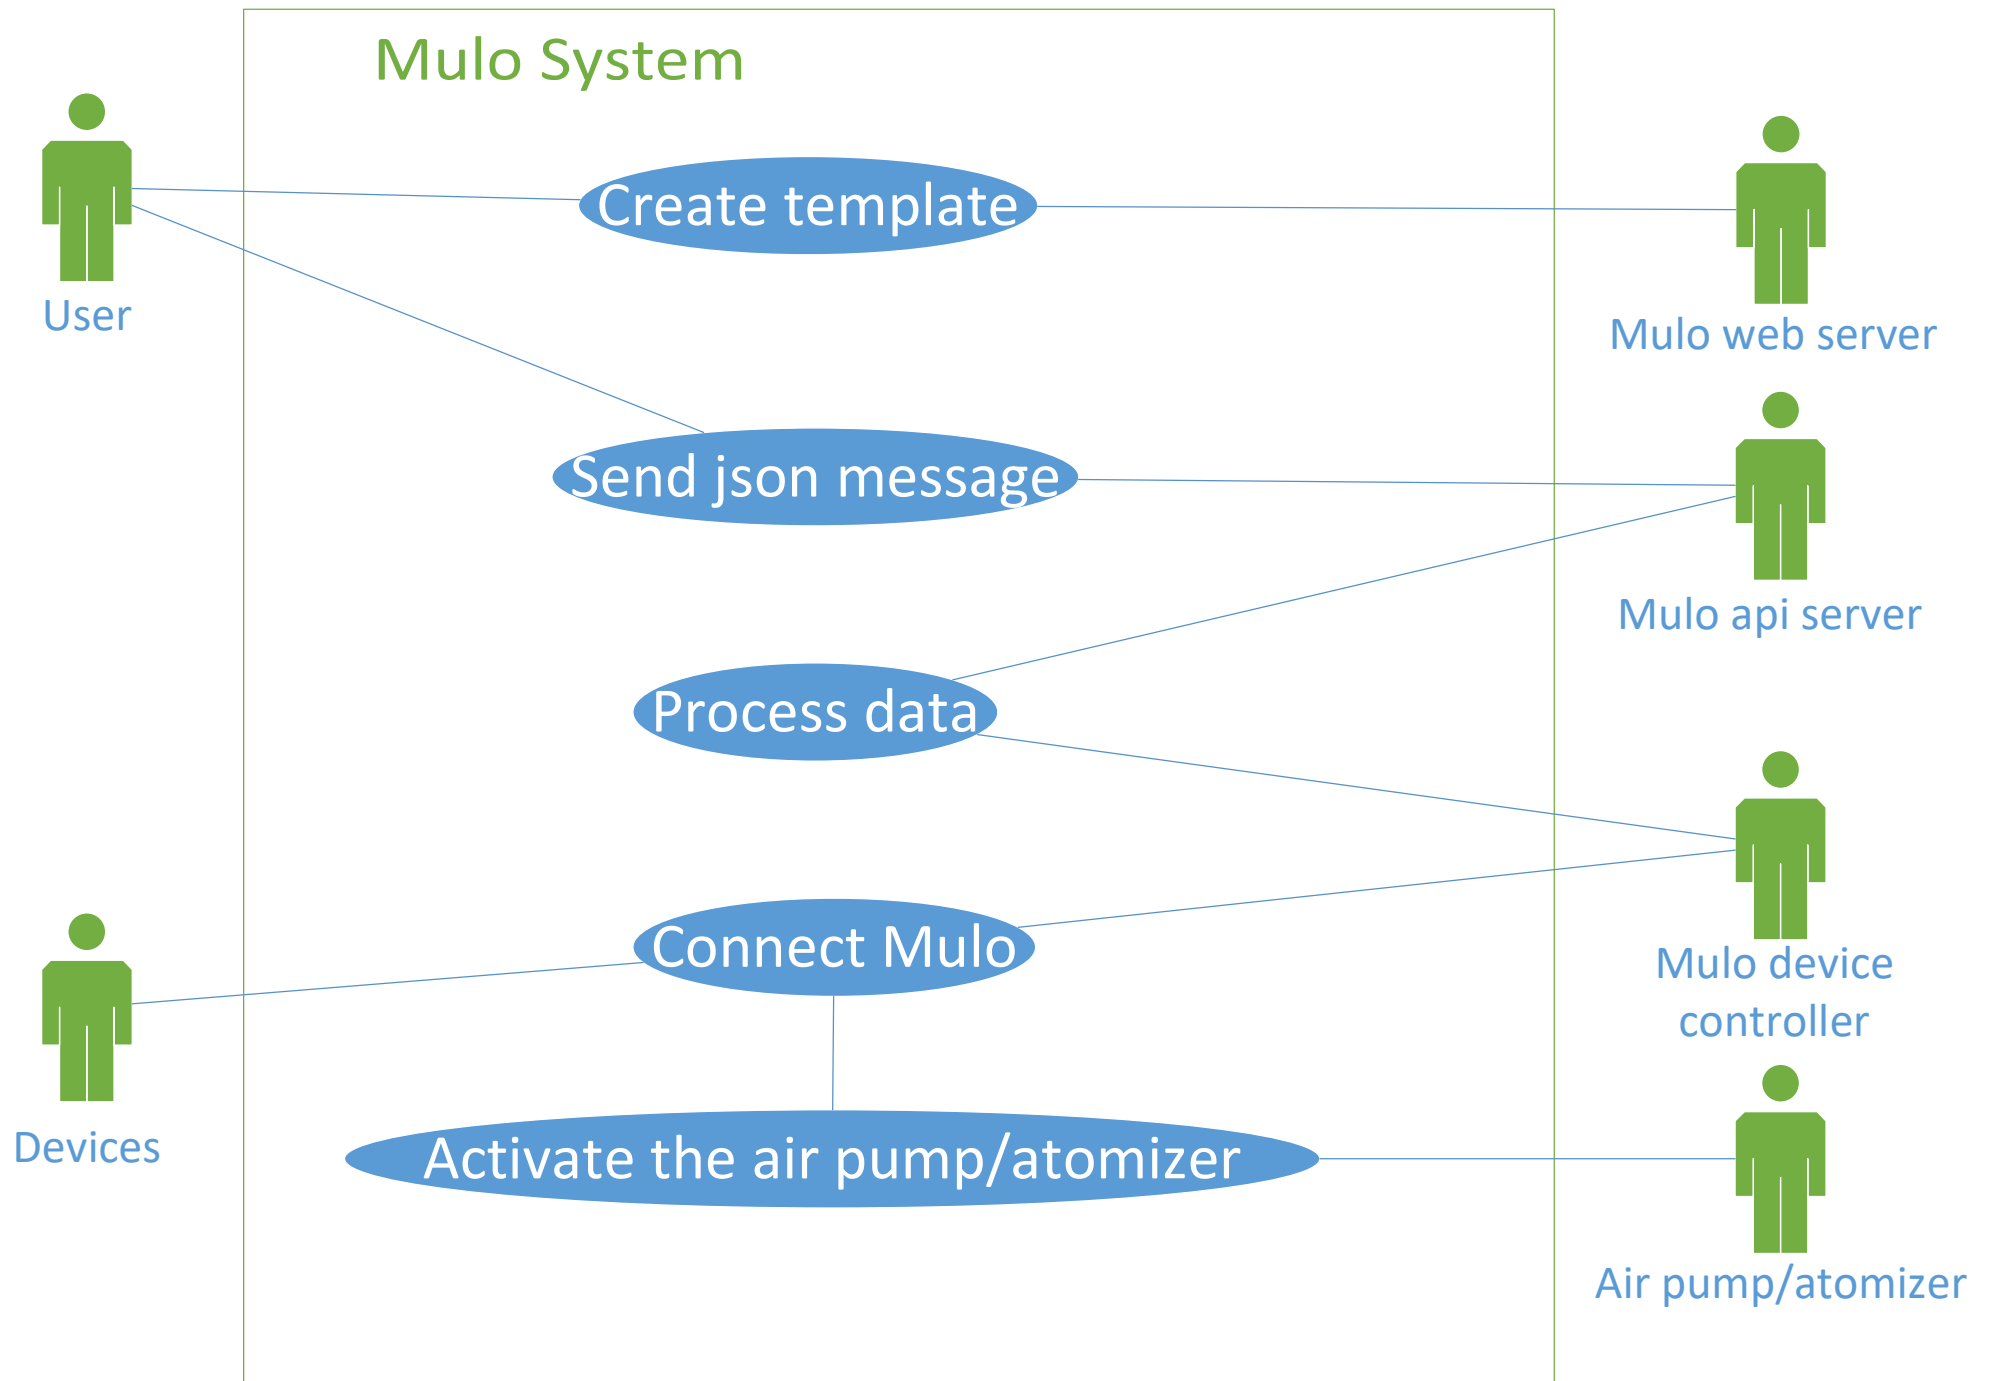 Mulo System
Create template
User
Mulo web server
Send json message
Mulo api server
Process data
Connect Mulo
Mulo device
controller
Devices
Activate the air pump/atomizer
Air pump/atomizer